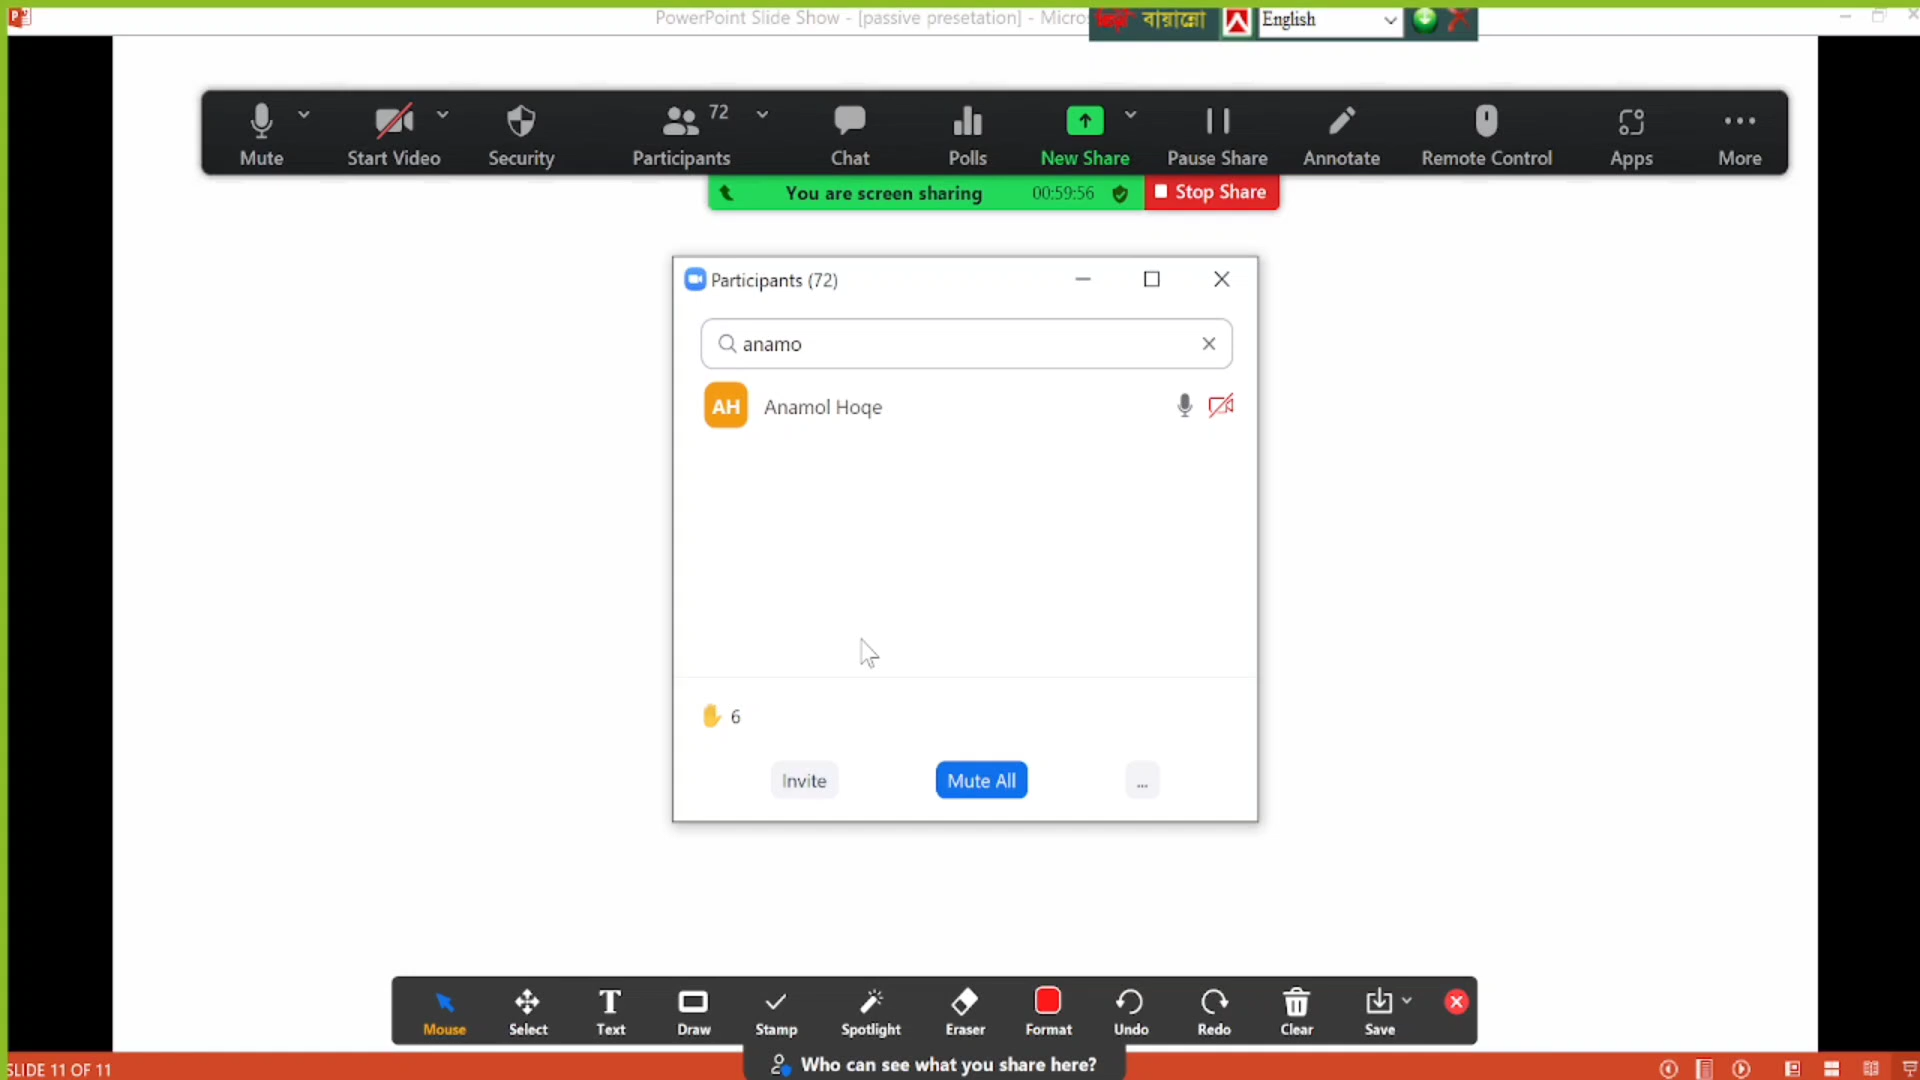 PowerPoint Slide Show - [passive presetation] - Micros
বায়ান্নো
English
Mute
Start Video
Security
72
Participants
Chat
Polls
New Share
Pause Share
Annotate
Remote Control
Apps
More
You are screen sharing
00:59:56
Stop Share
Participants (72)
anamo
AH
Anamol Hoqe
6
Invite
Mute All
...
Mouse
Select
Text
Draw
Stamp
Spotlight
Eraser
Format
Undo
Redo
Clear
Save
Who can see what you share here?
SLIDE 11 OF 11